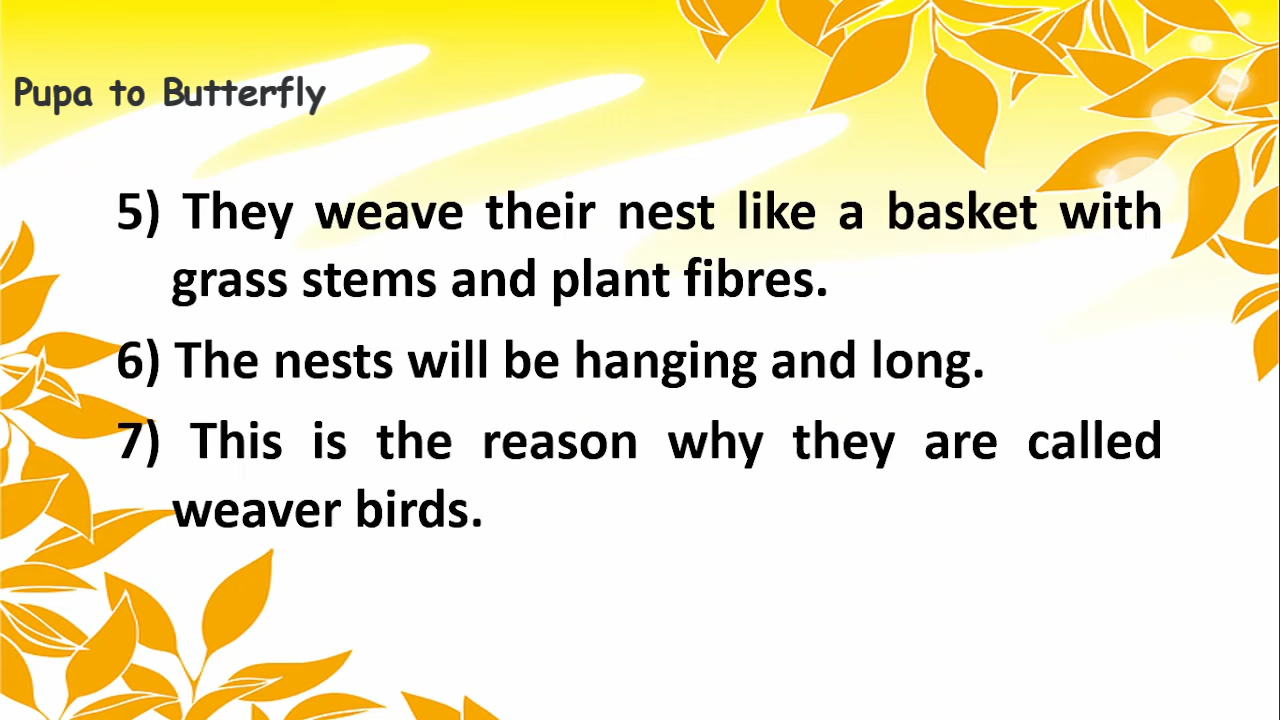 Pupa to Butterfly
5) They weave their nest like a basket with
grass stems and plant fibres.
6) The nests will be hanging and long.
7) This is the reason why they are called
weaver birds.